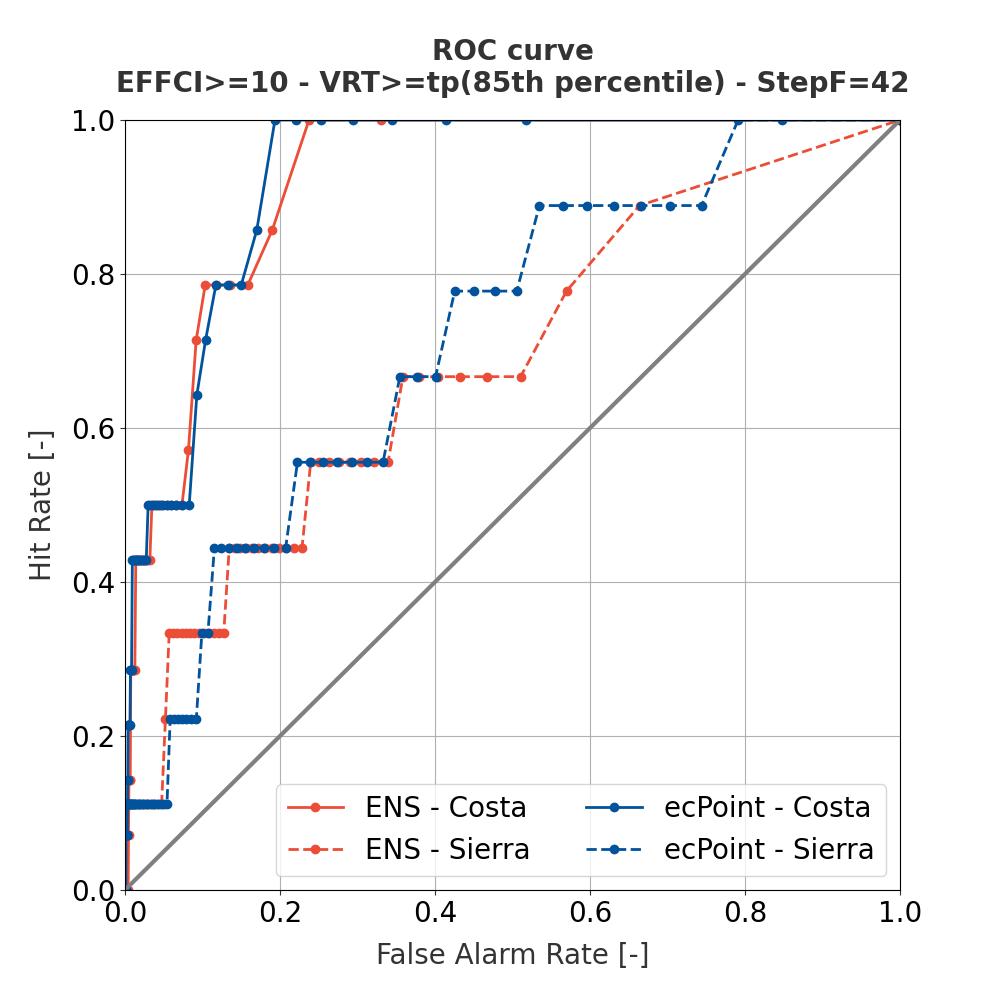 ROC curve
EFFCI>=10 - VRT>=tp(85th percentile) - StepF=42
1.0
0.8
0.6
0.4
0.2
0.0
Hit Rate [-]
ENS - Costa
ENS - Sierra
ecPoint - Costa
ecPoint - Sierra
0.0 0.2 0.4 0.6 0.8 1.0
False Alarm Rate [-]